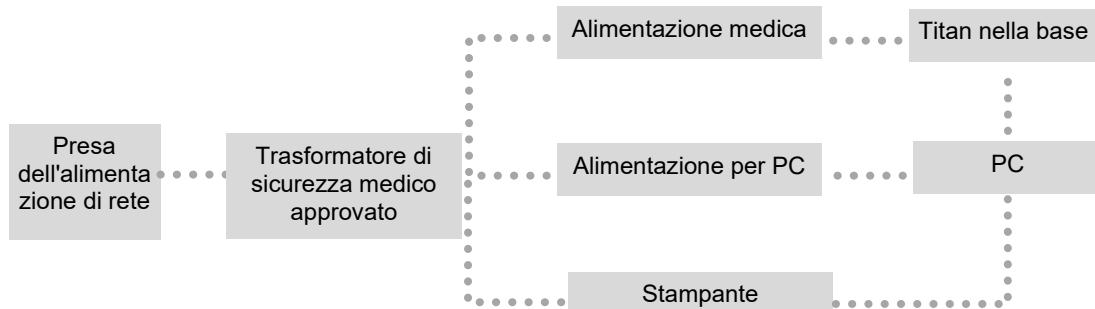 Presa
dell'alimenta
zione di rete
Trasformatore di
sicurezza medico
approvato
Alimentazione medica
Titan nella base
Alimentazione per PC
PC
Stampante